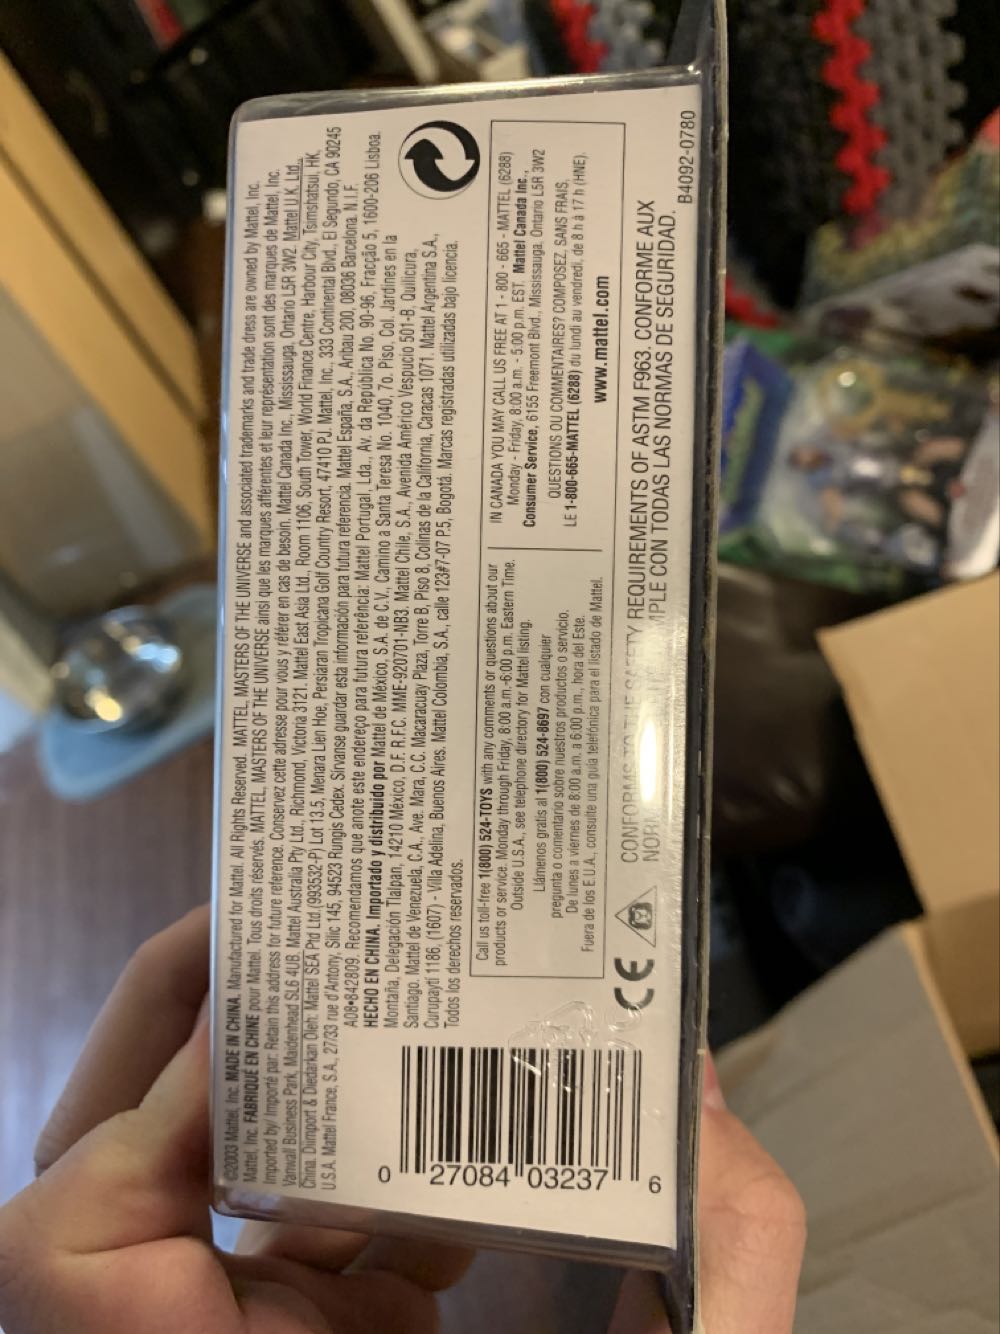 ©2003 Mattel, Inc. MADE IN CHINA. Manufactured for Mattel. All Rights Reserved. MATTEL, MASTERS OF THE UNIVERSE and associated trademarks and trade dress are owned by Mattel, Inc.
Mattel, Inc. FABRIQUÉ EN CHINE pour Mattel. Tous droits réservés. MATTEL, MASTERS OF THE UNIVERSE ainsi que les marques afférentes et leur representation sont des marques de Mattel, Inc.
Imported by/ Importé par: Retain this address for future reference. Conservez cette adresse pour vous y référer en cas de besoin. Mattel Canada Inc., Mississauga, Ontario L5R 3W2. Mattel U.K. Ltd.,
Vanwall Business Park, Maidenhead SL6 4UB. Mattel Australia Pty Ltd., Richmond, Victoria 3121. Mattel East Asia Ltd., Room 1106, South Tower, World Finance Centre, Harbour City, Tsimshatsui, HK,
China. Diimport & Diedarkan Oleh: Mattel SEA Ptd Ltd.(993532-P) Lot 13.5, Menara Lien Hoe, Persiaran Tropicana Golf Country Resort, 47410 PJ. Mattel, Inc., 333 Continental Blvd., El Segundo, CA 90245
U.S.A. Mattel France, S.A., 27/33 rue d'Antony, Silic 145, 94523 Rungis Cedex. Sirvanse guardar esta información para futura referencia. Mattel España, S.A., Aribau 200, 08036 Barcelona. N.I.F.
A08•842809. Recomendamos que anote este endereço para futura referência: Mattel Portugal, Lda., Av. da República No. 90-96, Fracção 5, 1600-206 Lisboa.
HECHO EN CHINA. Importado y distribuido por Mattel de México, S.A. de C.V., Camino a Santa Teresa No. 1040, 7o. Piso, Col. Jardines en la
Montaña, Delegación Tlalpan, 14210 México, D.F. R.F.C. MME-920701-NB3. Mattel Chile, S.A., Avenida Américo Vespucio 501-B, Quilicura,
Santiago. Mattel de Venezuela, C.A., Ave. Mara, C.C. Macaracuay Plaza, Torre B, Piso 8, Colinas de la California, Caracas 1071. Mattel Argentina S.A.,
Curupaytí 1186, (1607) - Villa Adelina, Buenos Aires. Mattel Colombia, S.A., calle 123#7-07 P.5, Bogotá. Marcas registradas utilizadas bajo licencia.
Todos los derechos reservados.
Call us toll-free 1(800) 524-TOYS with any comments or questions about our
products or service. Monday through Friday, 8:00 a.m.-6:00 p.m. Eastern Time.
Outside U.S.A., see telephone directory for Mattel listing.
Llámenos gratis al 1(800) 524-8697 con cualquier
pregunta o comentario sobre nuestros productos o servicio.
De lunes a viernes de 8:00 a.m. a 6:00 p.m., hora del Este.
Fuera de los E.U.A., consulte una guía telefónica para el listado de Mattel.
IN CANADA YOU MAY CALL US FREE AT 1 - 800 - 665 - MATTEL (6288)
Monday - Friday, 8:00 a.m. - 5:00 p.m. EST. Mattel Canada Inc.,
Consumer Service, 6155 Freemont Blvd., Mississauga, Ontario L5R 3W2
QUESTIONS OU COMMENTAIRES? COMPOSEZ, SANS FRAIS,
LE 1-800-665-MATTEL (6288) du lundi au vendredi, de 8 h à 17 h (HNE).
www.mattel.com
CE
CONFORMS TO THE SAFETY REQUIREMENTS OF ASTM F963. CONFORME AUX
CON TODAS LAS NORMAS DE SEGURIDAD.
B4092-0780
0 27084 03237 6